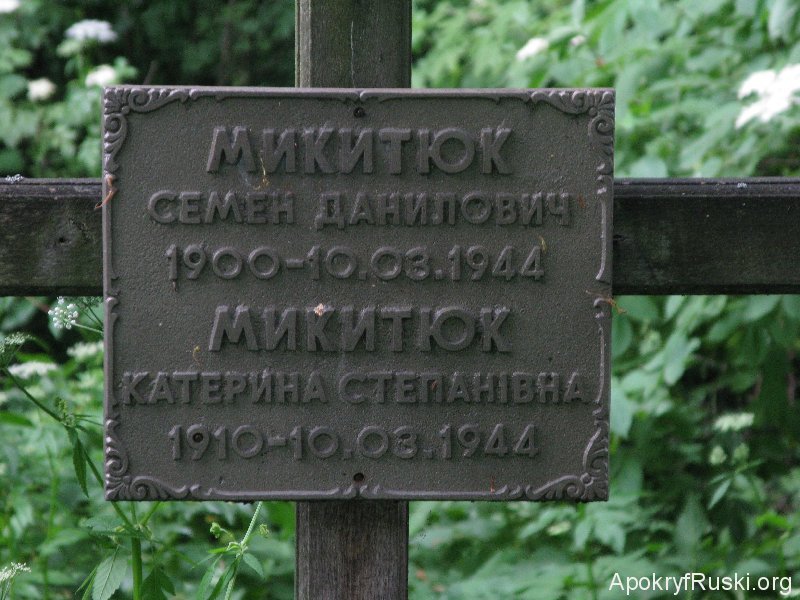 МИКИТЮК
СЕМЕН ДАНИЛОВИЧ
1900-10.03.1944
МИКИТЮК
КАТЕРИНА СТЕПАНІВНА
1910-10.03.1944
ApokryfRuski.org